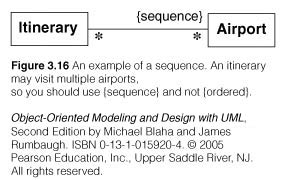 {sequence}
Itinerary
Airport
*
*
Figure 3.16 An example of a sequence. An itinerary
may visit multiple airports,
so you should use {sequence} and not {ordered}.
Object-Oriented Modeling and Design with UML,
Second Edition by Michael Blaha and James
Rumbaugh. ISBN 0-13-1-015920-4. © 2005
Pearson Education, Inc., Upper Saddle River, NJ.
All rights reserved.